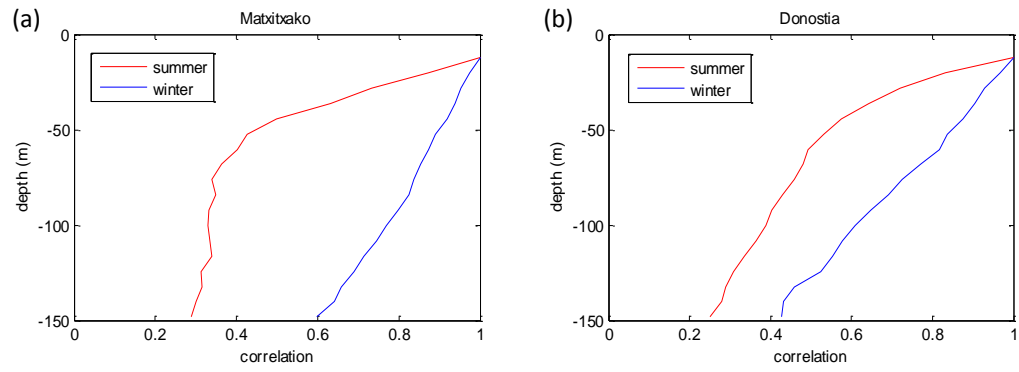 (a)
Matxitxako
0
-50
-100
-150
depth (m)
summer
winter
0 0.2 0.4 0.6 0.8 1
correlation
(b)
Donostia
0
-50
-100
-150
depth (m)
summer
winter
0 0.2 0.4 0.6 0.8 1
correlation